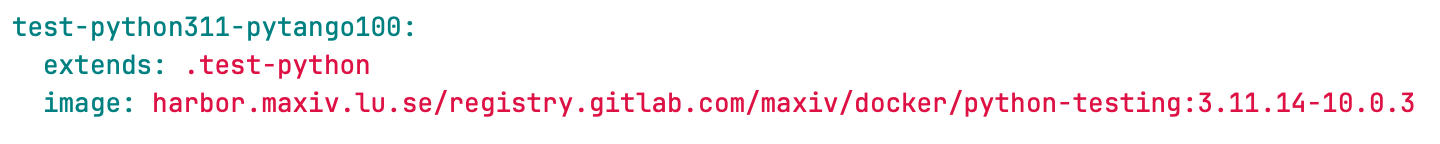 test-python311-pytango100:
  extends: .test-python
  image: harbor.maxiv.lu.se/registry.gitlab.com/maxiv/docker/python-testing:3.11.14-10.0.3